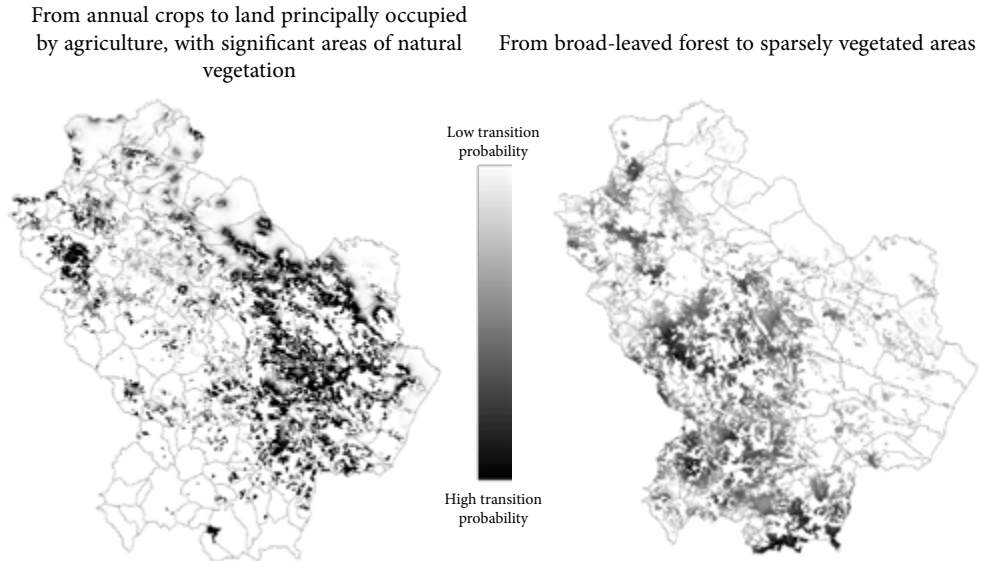 From annual crops to land principally occupied
by agriculture, with significant areas of natural
vegetation
From broad-leaved forest to sparsely vegetated areas
Low transition
probability
High transition
probability